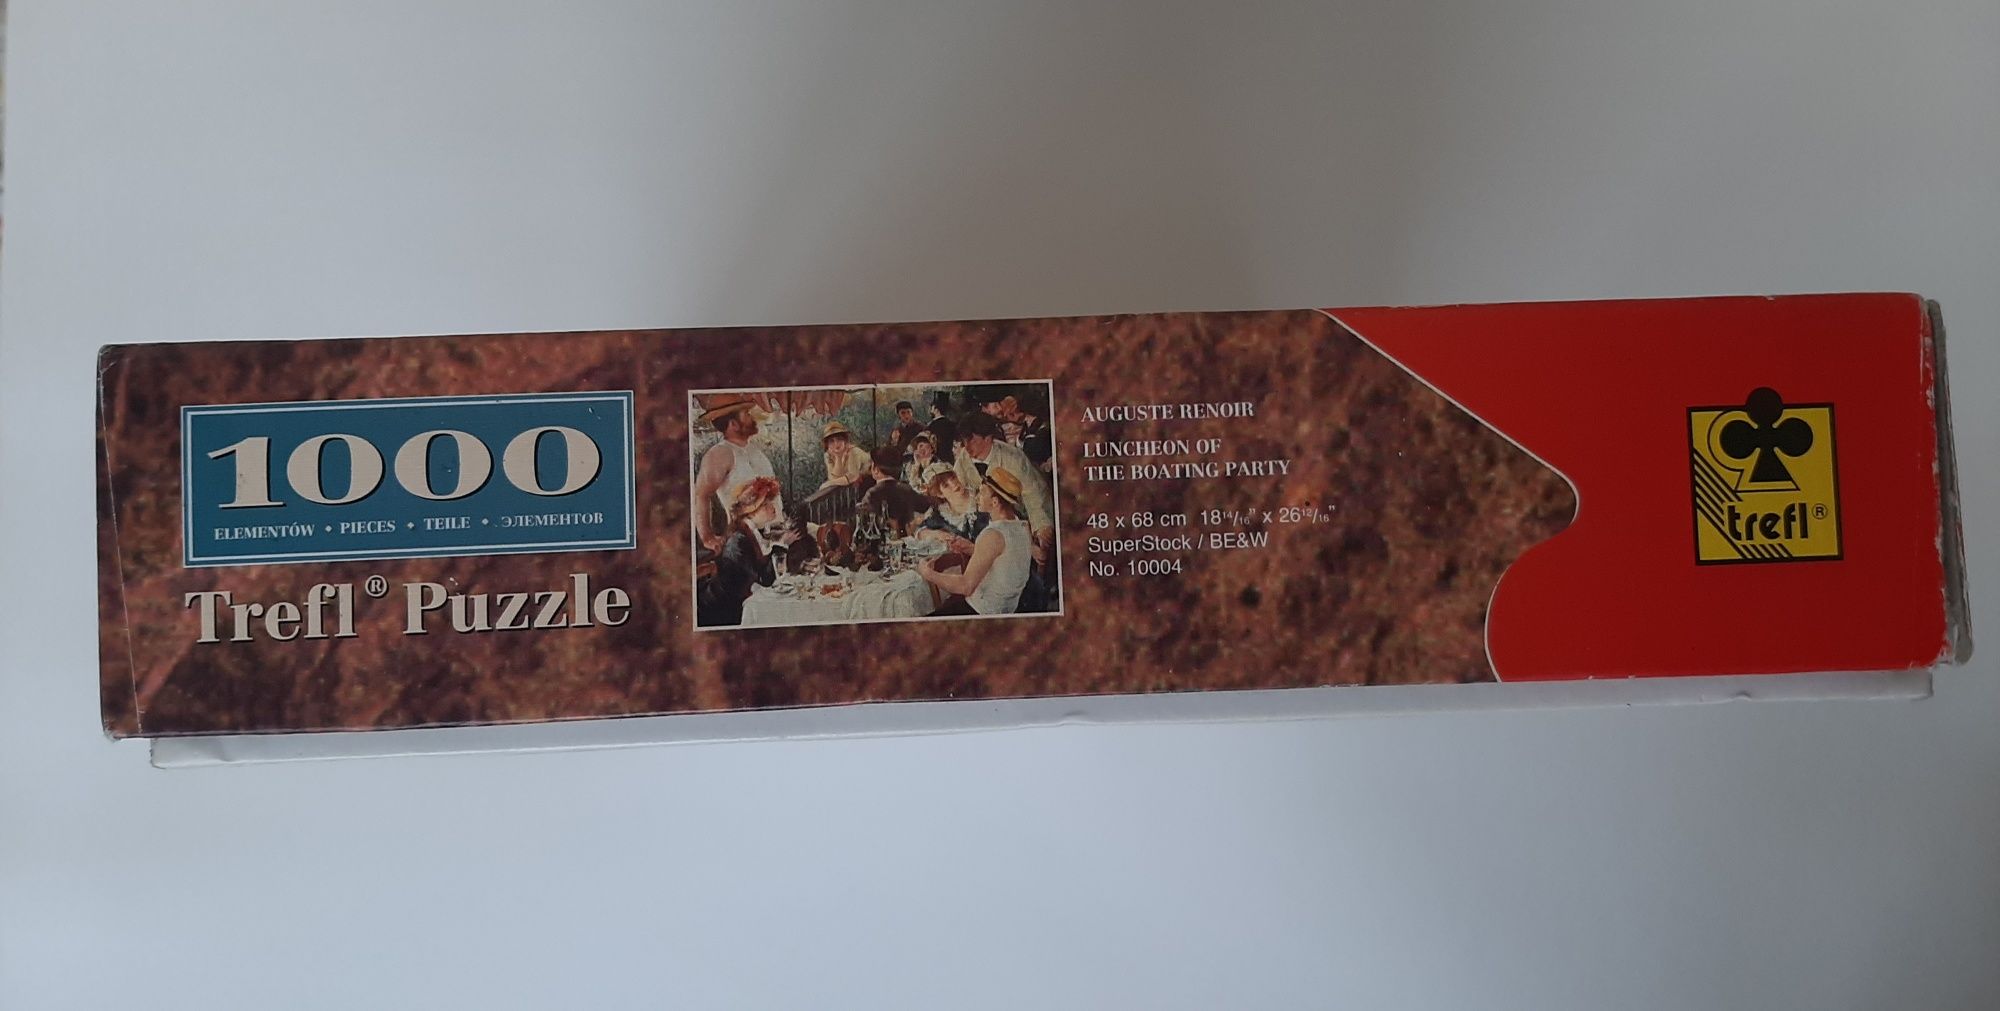 1000
ELEMENTÓW • PIECES • TEILE • ЭЛЕМЕНТОВ
Trefl® Puzzle
AUGUSTE RENOIR
LUNCHEON OF
THE BOATING PARTY
48 x 68 cm 18¹⁴/₁₆" x 26¹²/₁₆"
SuperStock / BE&W
No. 10004
trefl®